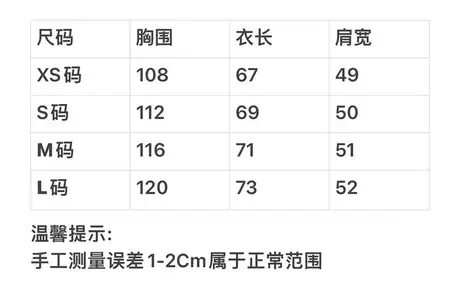 尺码 胸围 衣长 肩宽
XS码 108 67 49
S码 112 69 50
M码 116 71 51
L码 120 73 52
温馨提示:
手工测量误差1-2Cm属于正常范围